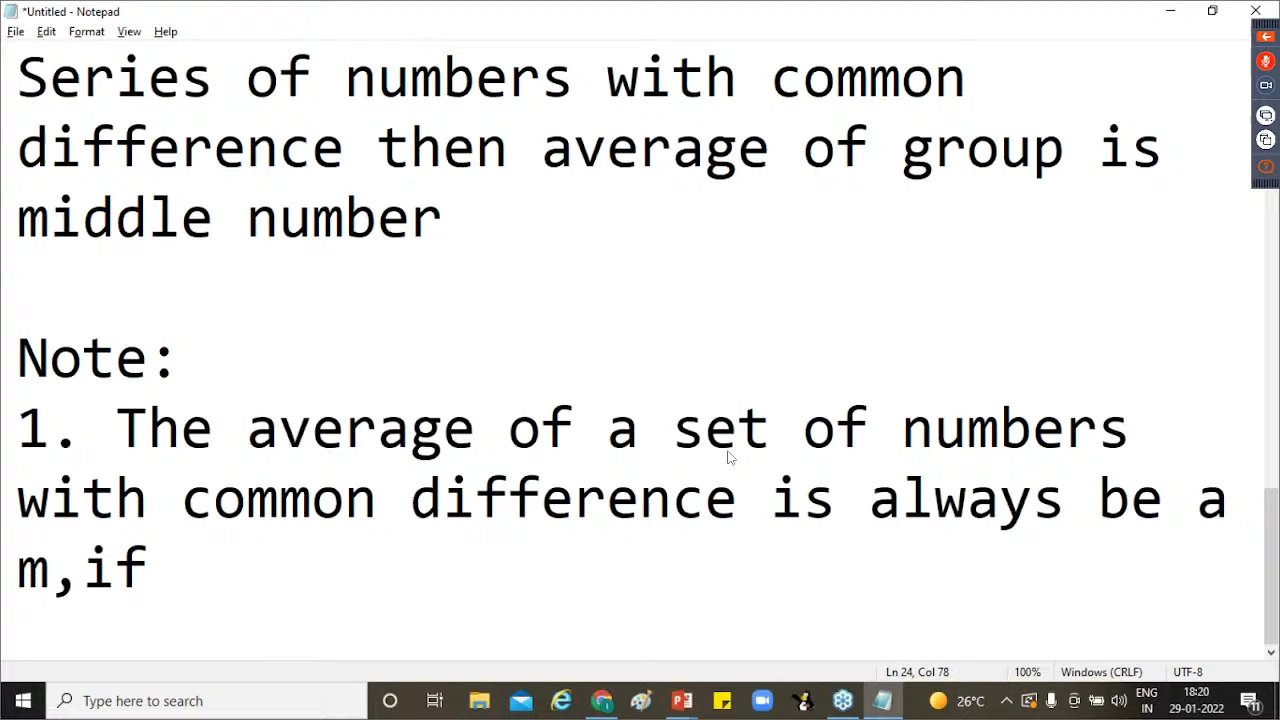 *Untitled - Notepad
File Edit Format View Help
Series of numbers with common
difference then average of group is
middle number
Note:
1. The average of a set of numbers
with common difference is always be a
m,if
Ln 24, Col 78 100% Windows (CRLF) UTF-8
Type here to search 26°C ENG 18:20
IN 29-01-2022 11